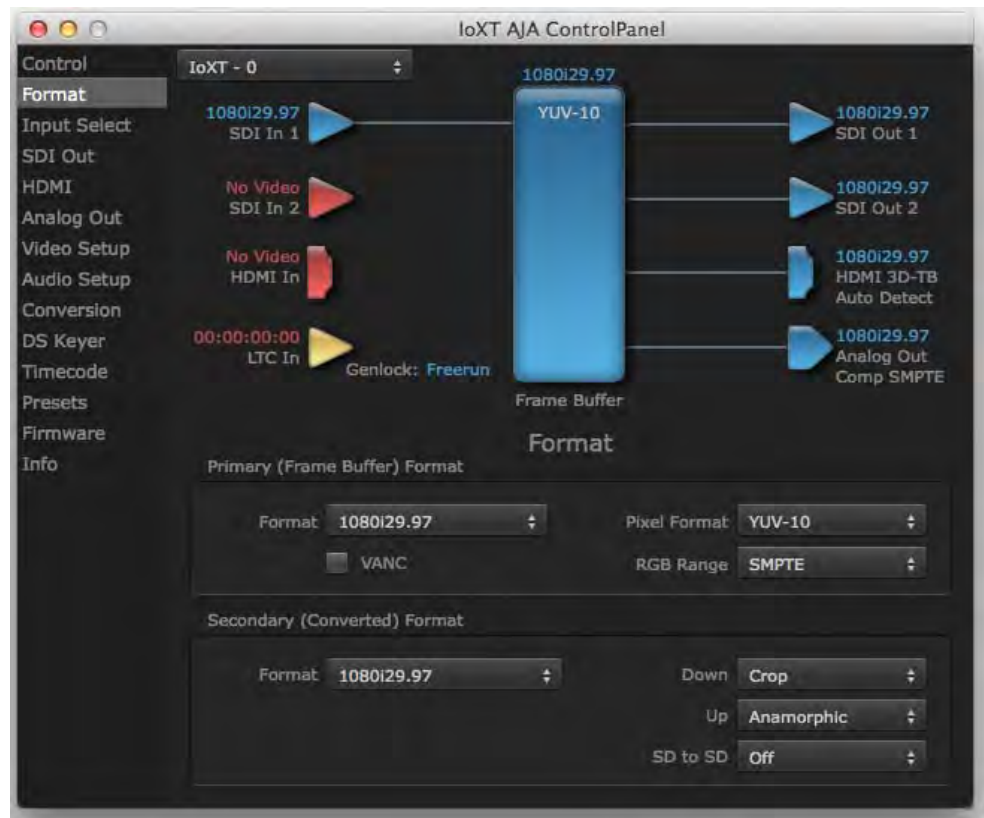 IoXT AJA ControlPanel
Control
Format
Input Select
SDI Out
HDMI
Analog Out
Video Setup
Audio Setup
Conversion
DS Keyer
Timecode
Presets
Firmware
Info
IoXT - 0
1080i29.97
SDI In 1
No Video
SDI In 2
No Video
HDMI In
00:00:00:00
LTC In
Genlock: Freerun
1080i29.97
YUV-10
Frame Buffer
1080i29.97
SDI Out 1
1080i29.97
SDI Out 2
1080i29.97
HDMI 3D-TB
Auto Detect
1080i29.97
Analog Out
Comp SMPTE
Format
Primary (Frame Buffer) Format
Format 1080i29.97
VANC
Pixel Format YUV-10
RGB Range SMPTE
Secondary (Converted) Format
Format 1080i29.97
Down Crop
Up Anamorphic
SD to SD Off